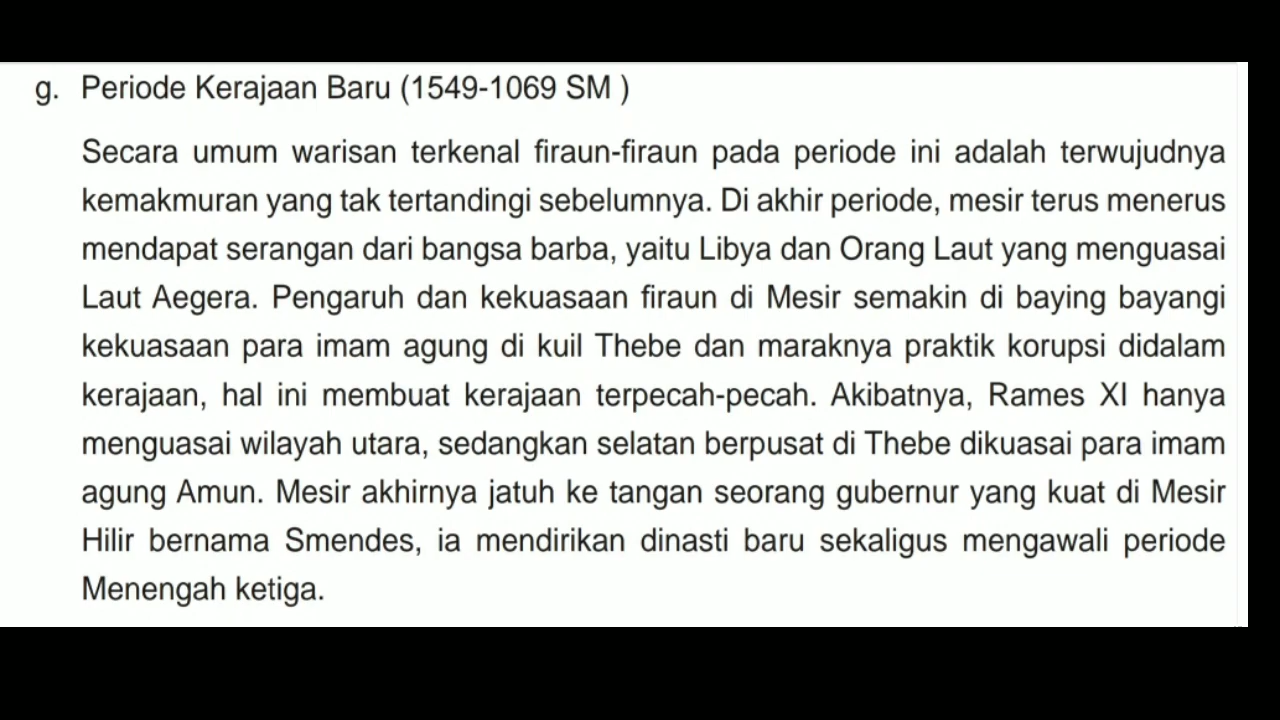 g. Periode Kerajaan Baru (1549-1069 SM )
Secara umum warisan terkenal firaun-firaun pada periode ini adalah terwujudnya
kemakmuran yang tak tertandingi sebelumnya. Di akhir periode, mesir terus menerus
mendapat serangan dari bangsa barba, yaitu Libya dan Orang Laut yang menguasai
Laut Aegera. Pengaruh dan kekuasaan firaun di Mesir semakin di baying bayangi
kekuasaan para imam agung di kuil Thebe dan maraknya praktik korupsi didalam
kerajaan, hal ini membuat kerajaan terpecah-pecah. Akibatnya, Rames XI hanya
menguasai wilayah utara, sedangkan selatan berpusat di Thebe dikuasai para imam
agung Amun. Mesir akhirnya jatuh ke tangan seorang gubernur yang kuat di Mesir
Hilir bernama Smendes, ia mendirikan dinasti baru sekaligus mengawali periode
Menengah ketiga.